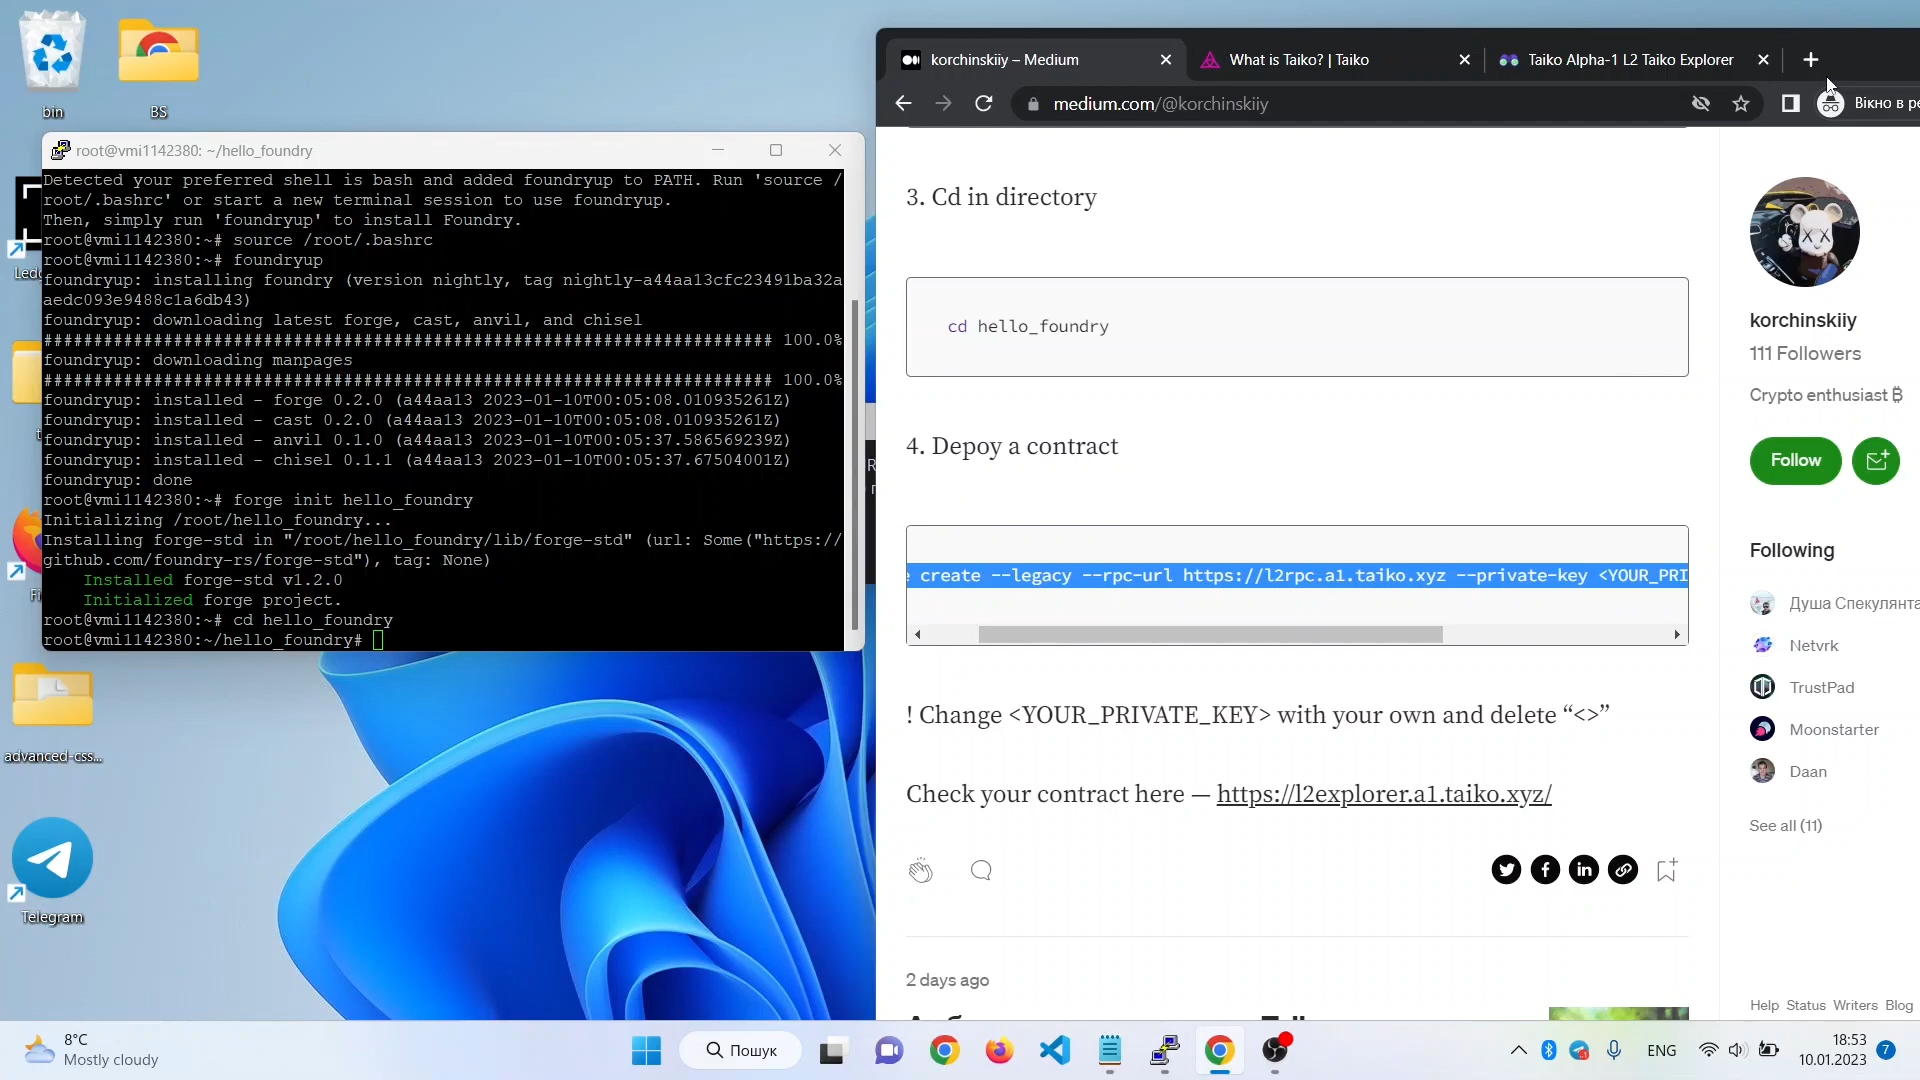 bin
BS
root@vmi1142380: ~/hello_foundry
Detected your preferred shell is bash and added foundryup to PATH. Run 'source /
root/.bashrc' or start a new terminal session to use foundryup.
Then, simply run 'foundryup' to install Foundry.
root@vmi1142380:~# source /root/.bashrc
root@vmi1142380:~# foundryup
foundryup: installing foundry (version nightly, tag nightly-a44aa13cfc23491ba32a
aedc093e9488c1a6db43)
foundryup: downloading latest forge, cast, anvil, and chisel
######################################################################### 100.0%
foundryup: downloading manpages
######################################################################### 100.0%
foundryup: installed - forge 0.2.0 (a44aa13 2023-01-10T00:05:08.010935261Z)
foundryup: installed - cast 0.2.0 (a44aa13 2023-01-10T00:05:08.010935261Z)
foundryup: installed - anvil 0.1.0 (a44aa13 2023-01-10T00:05:37.586569239Z)
foundryup: installed - chisel 0.1.1 (a44aa13 2023-01-10T00:05:37.67504001Z)
foundryup: done
root@vmi1142380:~# forge init hello_foundry
Initializing /root/hello_foundry...
Installing forge-std in "/root/hello_foundry/lib/forge-std" (url: Some("https://
github.com/foundry-rs/forge-std"), tag: None)
Installed forge-std v1.2.0
Initialized forge project.
root@vmi1142380:~# cd hello_foundry
root@vmi1142380:~/hello_foundry#
advanced-css...
Telegram
korchinskiiy – Medium
What is Taiko? | Taiko
Taiko Alpha-1 L2 Taiko Explorer
medium.com/@korchinskiiy
Вікно в ре
3. Cd in directory
cd hello_foundry
4. Depoy a contract
create --legacy --rpc-url https://l2rpc.a1.taiko.xyz --private-key <YOUR_PRI
! Change <YOUR_PRIVATE_KEY> with your own and delete “<>”
Check your contract here — https://l2explorer.a1.taiko.xyz/
2 days ago
korchinskiiy
111 Followers
Crypto enthusiast ₿
Follow
Following
Душа Спекулянта
Netvrk
TrustPad
Moonstarter
Daan
See all (11)
Help Status Writers Blog
8°C
Mostly cloudy
Пошук
ENG
18:53
10.01.2023
7